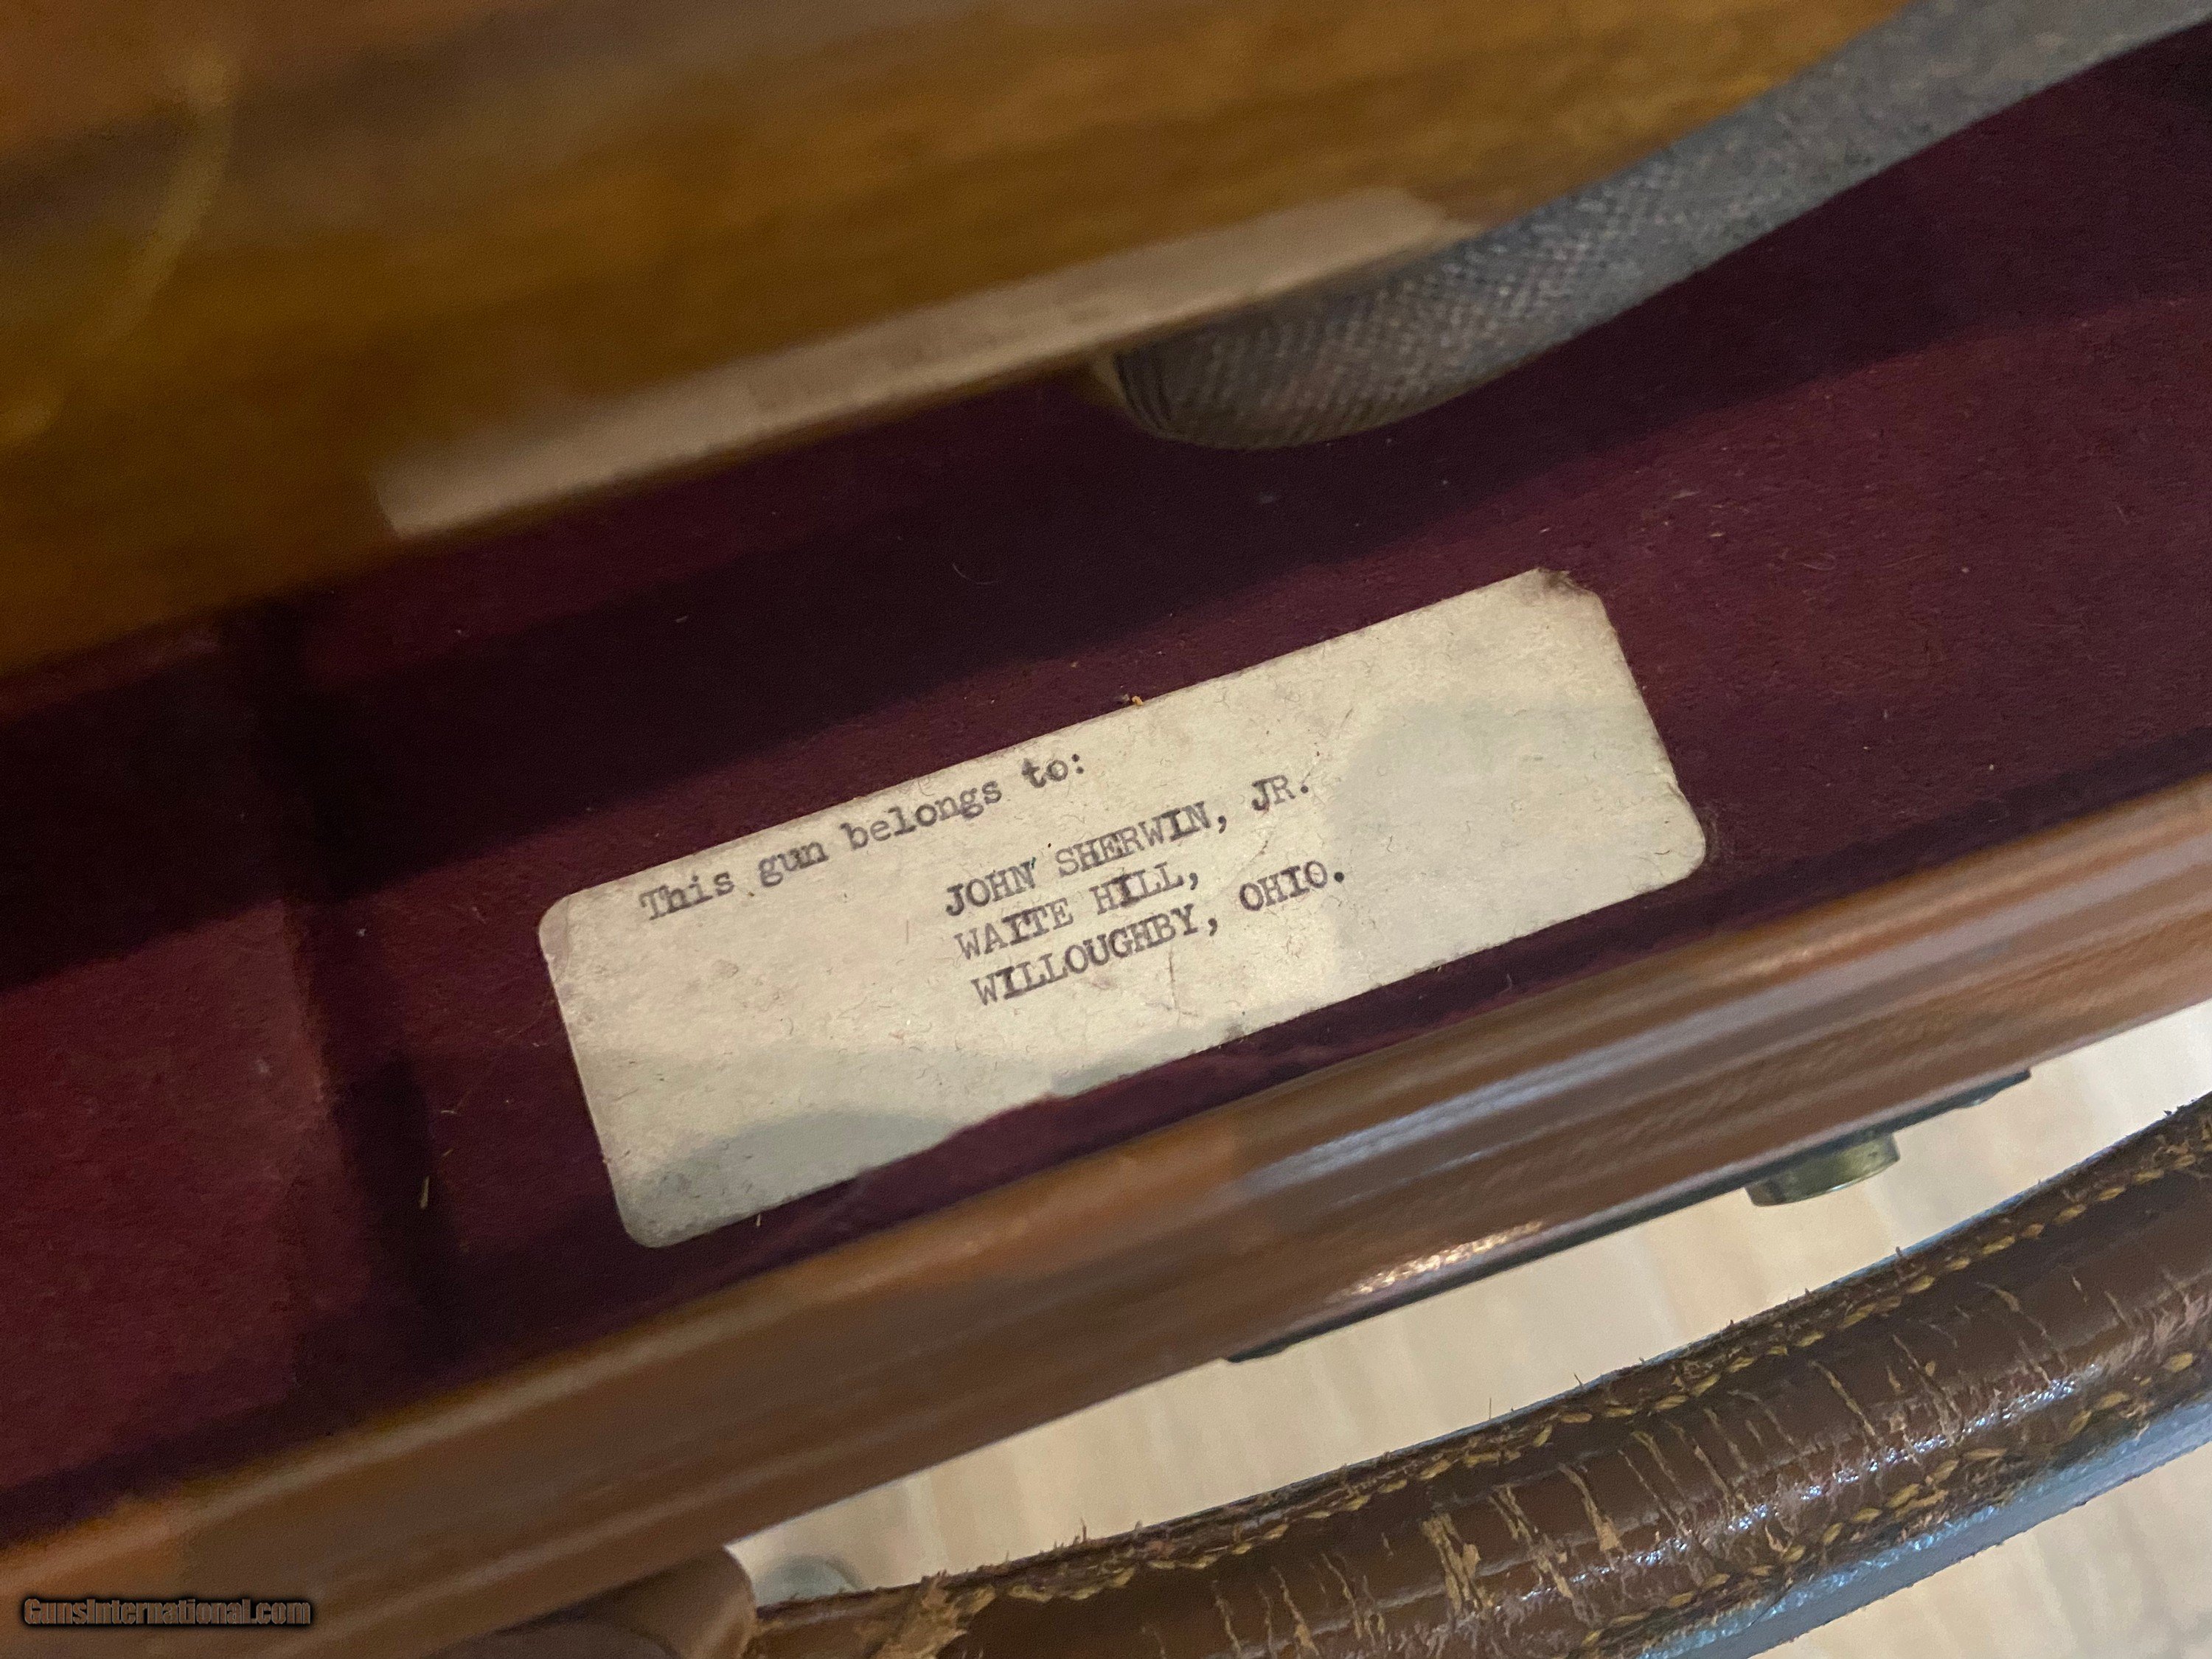 This gun belongs to:
JOHN SHERWIN, JR.
WAITE HILL,
WILLOUGHBY, OHIO.
GunsInternational.com